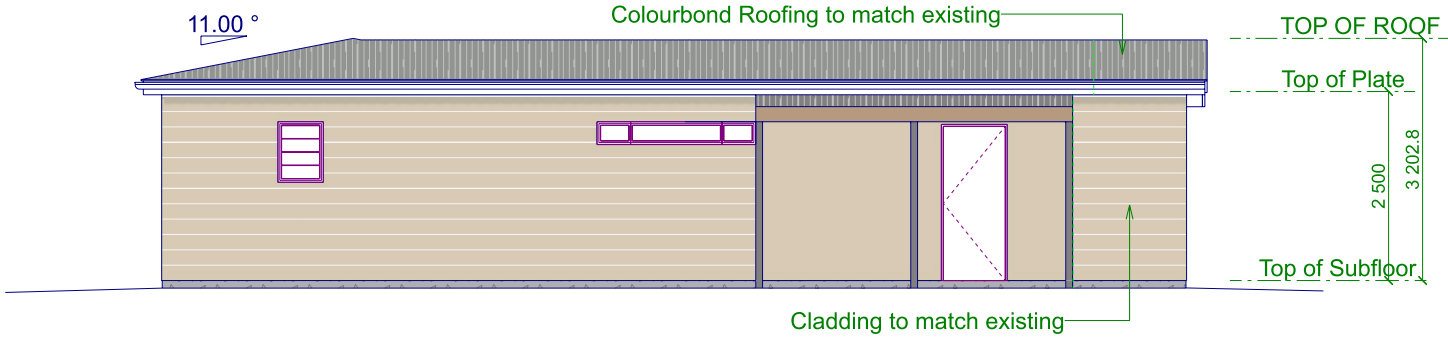 Colourbond Roofing to match existing
11.00 °
TOP OF ROOF
Top of Plate
2 500
3 202.8
Top of Subfloor
Cladding to match existing